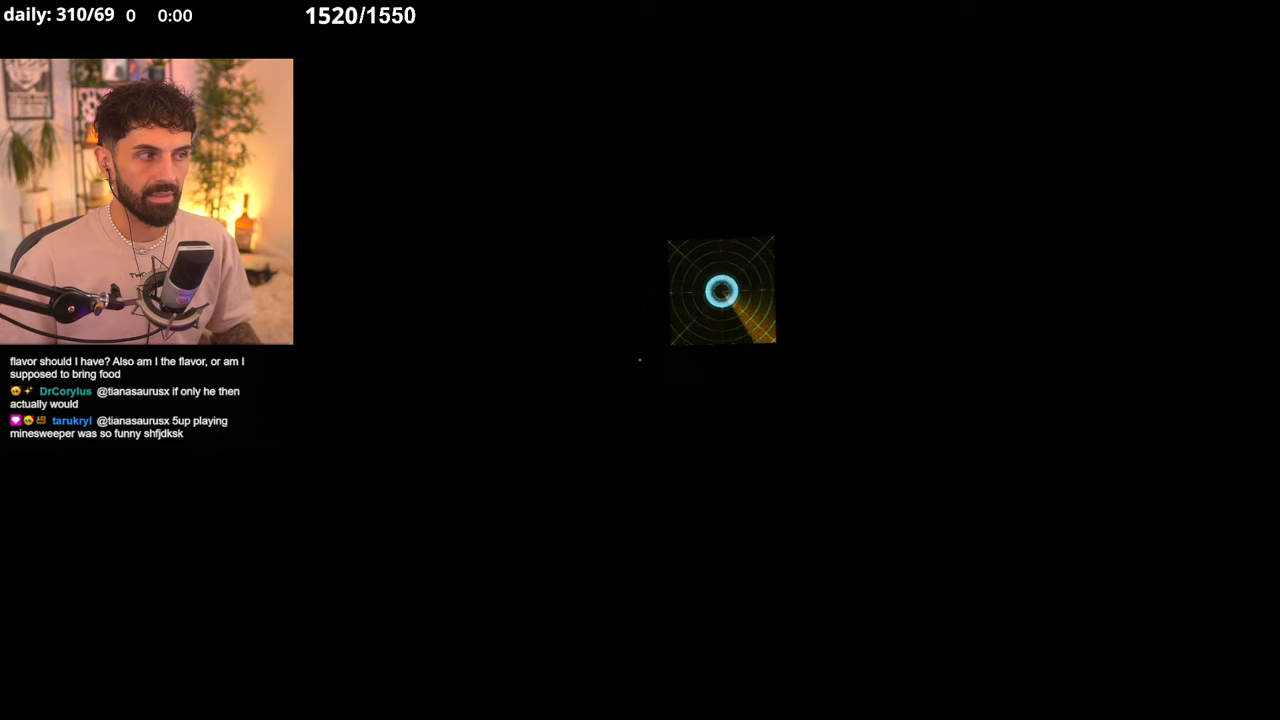 daily: 310/69 0 0:00 1520/1550
flavor should I have? Also am I the flavor, or am I
supposed to bring food
DrCorylus @tianasaurusx if only he then
actually would
tarukryl @tianasaurusx 5up playing
minesweeper was so funny shfjdksk